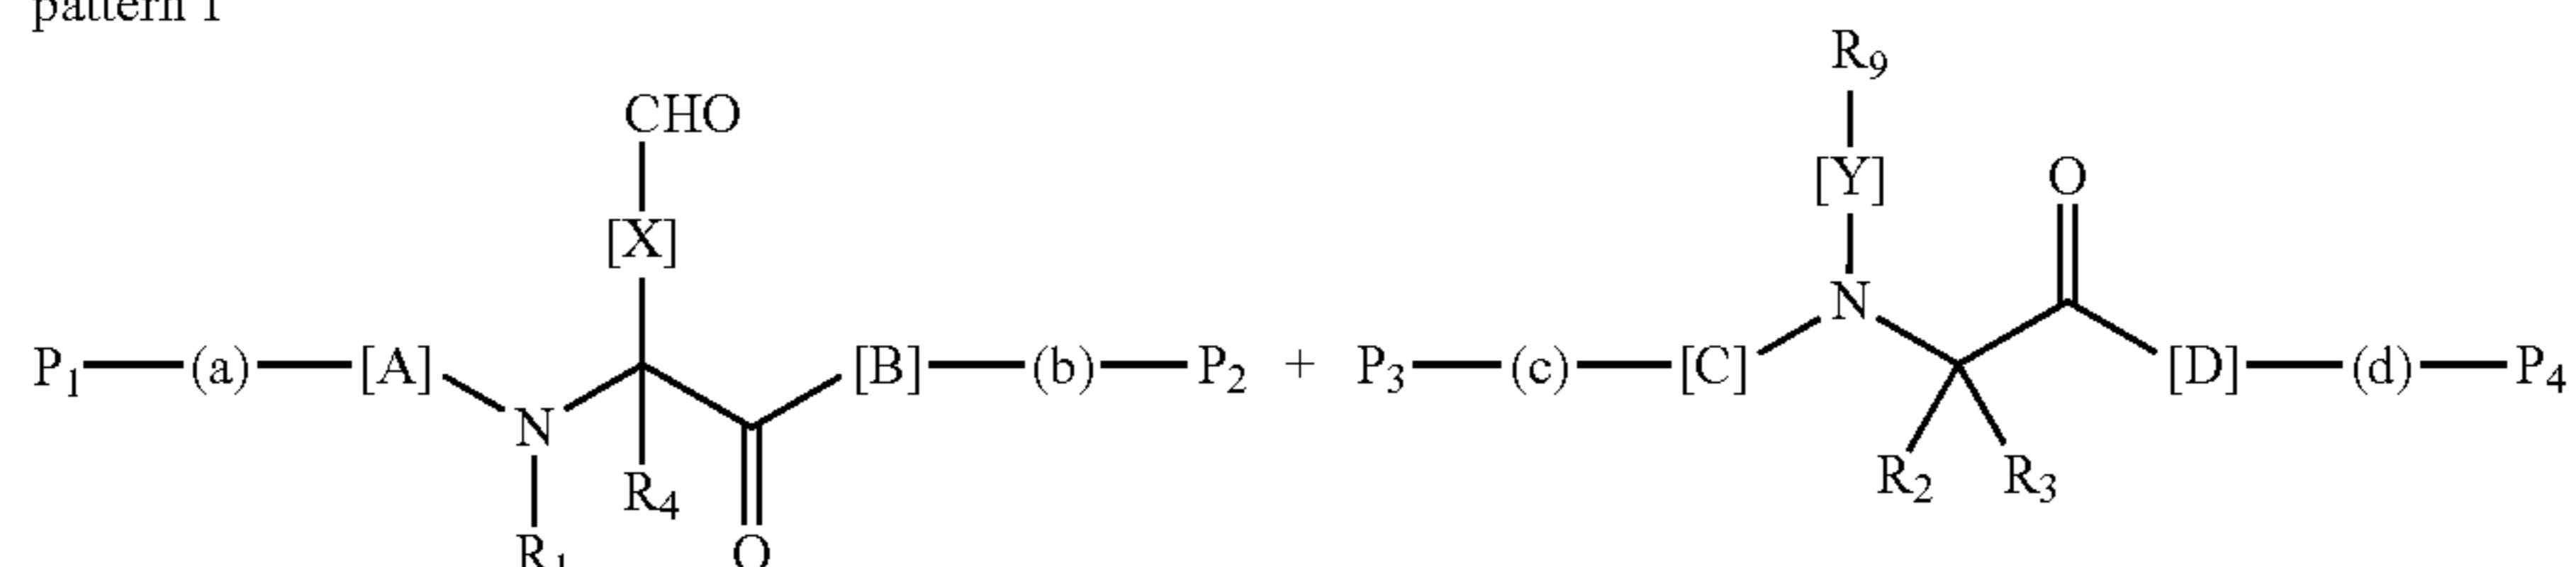 pattern 1
R₉
CHO
[Y] O
[X]
N
P₁—(a)—[A] [B]—(b)—P₂ + P₃—(c)—[C] [D]—(d)—P₄
N
R₄ R₂ R₃
R₁ O